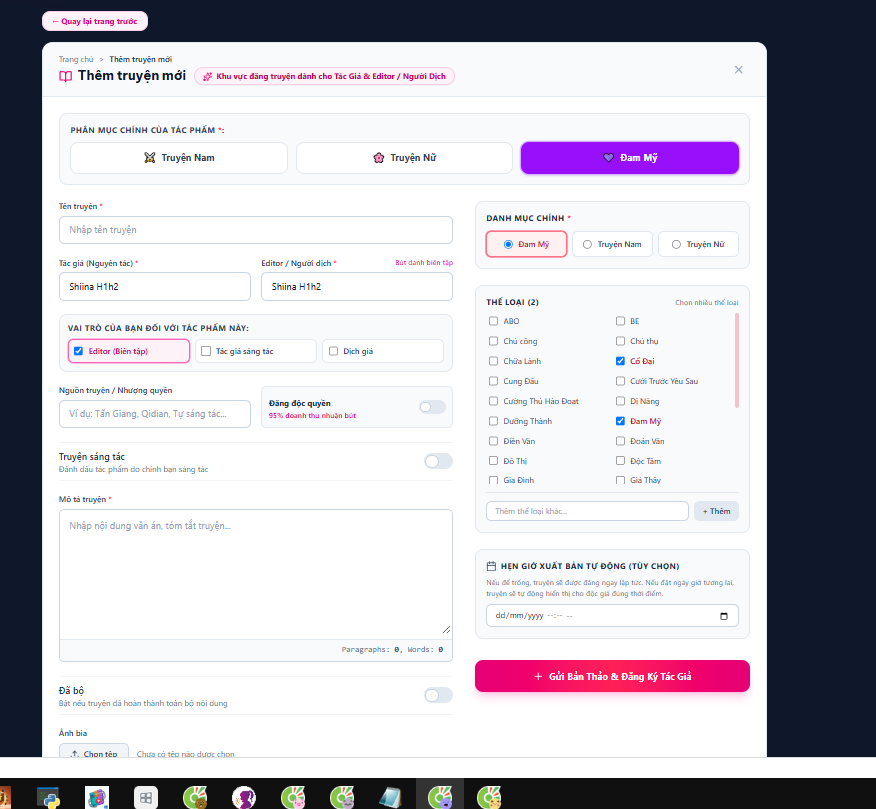 ← Quay lại trang trước
Trang chủ > Thêm truyện mới
Thêm truyện mới
Khu vực đăng truyện dành cho Tác Giả & Editor / Người Dịch
PHÂN MỤC CHÍNH CỦA TÁC PHẨM *:
Truyện Nam
Truyện Nữ
Đam Mỹ
Tên truyện *
Nhập tên truyện
Tác giả (Nguyên tác) *
Editor / Người dịch *
Bút danh biên tập
Shiina H1h2
Shiina H1h2
VAI TRÒ CỦA BẠN ĐỐI VỚI TÁC PHẨM NÀY:
Editor (Biên tập)
Tác giả sáng tác
Dịch giả
Nguồn truyện / Nhượng quyền
Ví dụ: Tấn Giang, Qidian, Tự sáng tác...
Đăng độc quyền
95% doanh thu nhuận bút
Truyện sáng tác
Đánh dấu tác phẩm do chính bạn sáng tác
Mô tả truyện *
Nhập nội dung văn án, tóm tắt truyện...
Paragraphs: 0, Words: 0
Đã bộ
Bật nếu truyện đã hoàn thành toàn bộ nội dung
Ảnh bìa
Chọn tệp
Chưa có tệp nào được chọn
DANH MỤC CHÍNH *
Đam Mỹ
Truyện Nam
Truyện Nữ
THỂ LOẠI (2)
Chọn nhiều thể loại
ABO
BE
Chủ công
Chủ thụ
Chữa Lành
Cổ Đại
Cung Đấu
Cưới Trước Yêu Sau
Cường Thủ Hào Đoạt
Dị Năng
Dưỡng Thành
Đam Mỹ
Điền Văn
Đoản Văn
Đô Thị
Độc Tâm
Gia Đình
Giả Thầy
Thêm thể loại khác...
+ Thêm
HẸN GIỜ XUẤT BẢN TỰ ĐỘNG (TÙY CHỌN)
Nếu để trống, truyện sẽ được đăng ngay lập tức. Nếu đặt ngày giờ tương lai,
truyện sẽ tự động hiển thị cho độc giả đúng thời điểm.
dd/mm/yyyy --:-- --
+ Gửi Bản Thảo & Đăng Ký Tác Giả